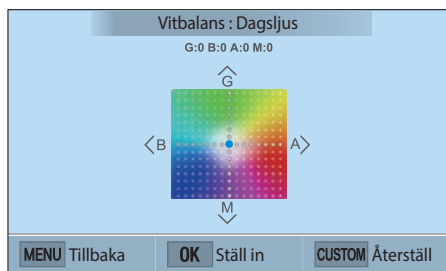 Vitbalans : Dagsljus
G:0 B:0 A:0 M:0
G
B A
M
MENU Tillbaka OK Ställ in CUSTOM Återställ